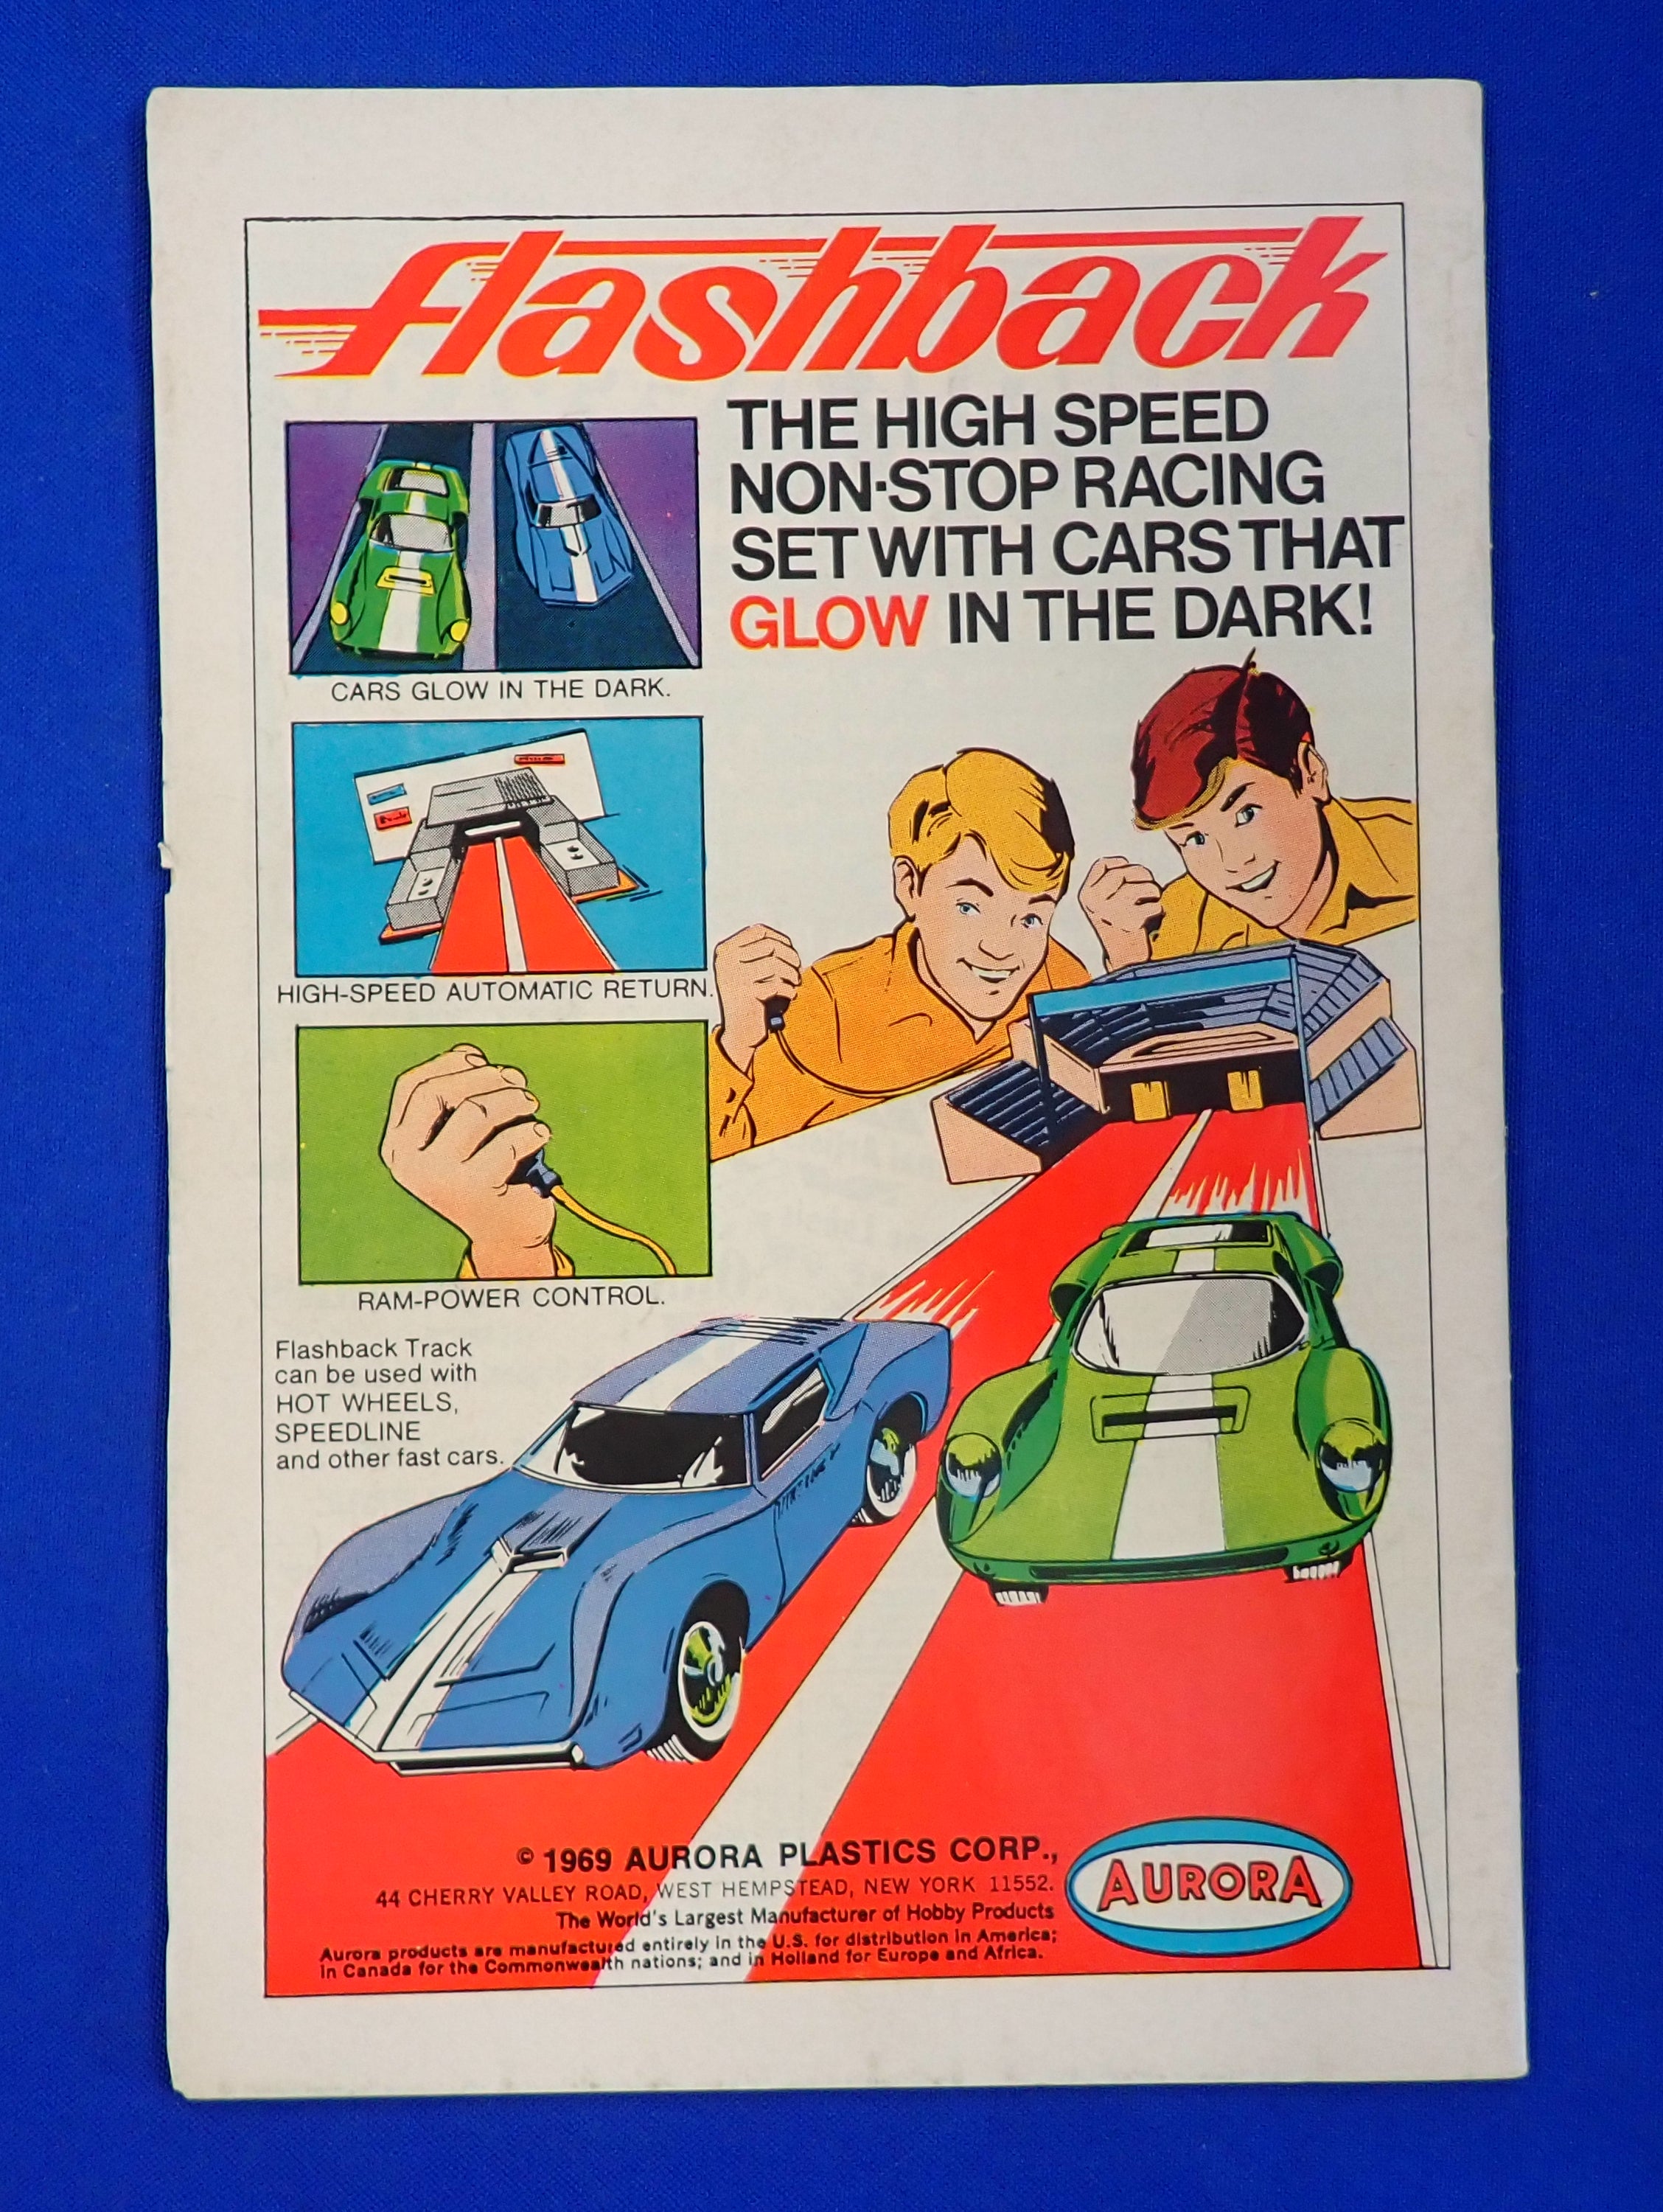 flashback
THE HIGH SPEED
NON-STOP RACING
SET WITH CARS THAT
GLOW IN THE DARK!
CARS GLOW IN THE DARK.
HIGH-SPEED AUTOMATIC RETURN.
RAM-POWER CONTROL.
Flashback Track
can be used with
HOT WHEELS,
SPEEDLINE
and other fast cars.
© 1969 AURORA PLASTICS CORP.,
44 CHERRY VALLEY ROAD, WEST HEMPSTEAD, NEW YORK 11552.
The World's Largest Manufacturer of Hobby Products
Aurora products are manufactured entirely in the U.S. for distribution in America;
in Canada for the Commonwealth nations; and in Holland for Europe and Africa.
AURORA